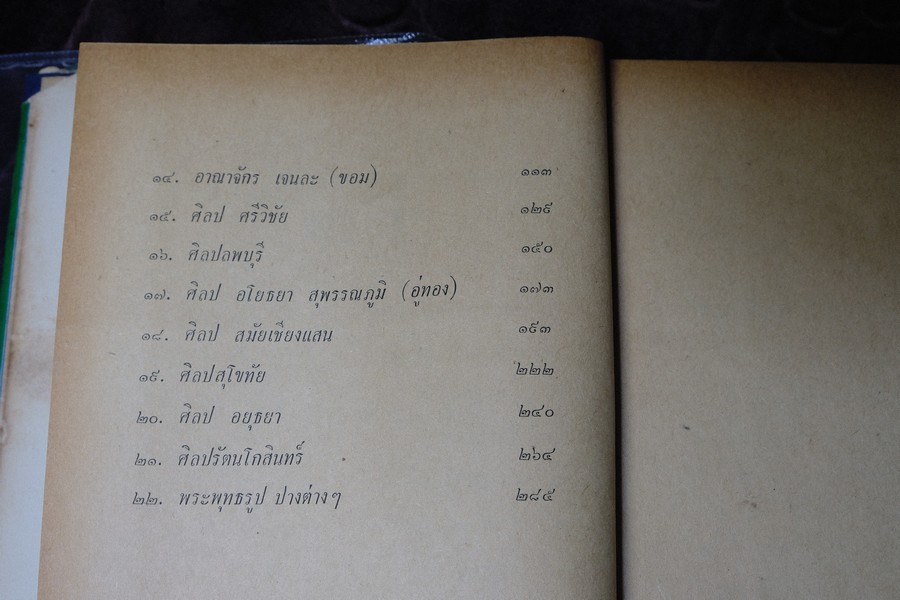 ๑๔. อาณาจักร เจนละ (ขอม) ๑๑๓
๑๕. ศิลป ศรีวิชัย ๑๒๙
๑๖. ศิลปลพบุรี ๑๕๐
๑๗. ศิลป อโยธยา สุพรรณภูมิ (อู่ทอง) ๑๗๓
๑๘. ศิลป สมัยเชียงแสน ๑๙๓
๑๙. ศิลปสุโขทัย ๒๒๒
๒๐. ศิลป อยุธยา ๒๔๐
๒๑. ศิลปรัตนโกสินทร์ ๒๖๔
๒๒. พระพุทธรูป ปางต่างๆ ๒๘๕